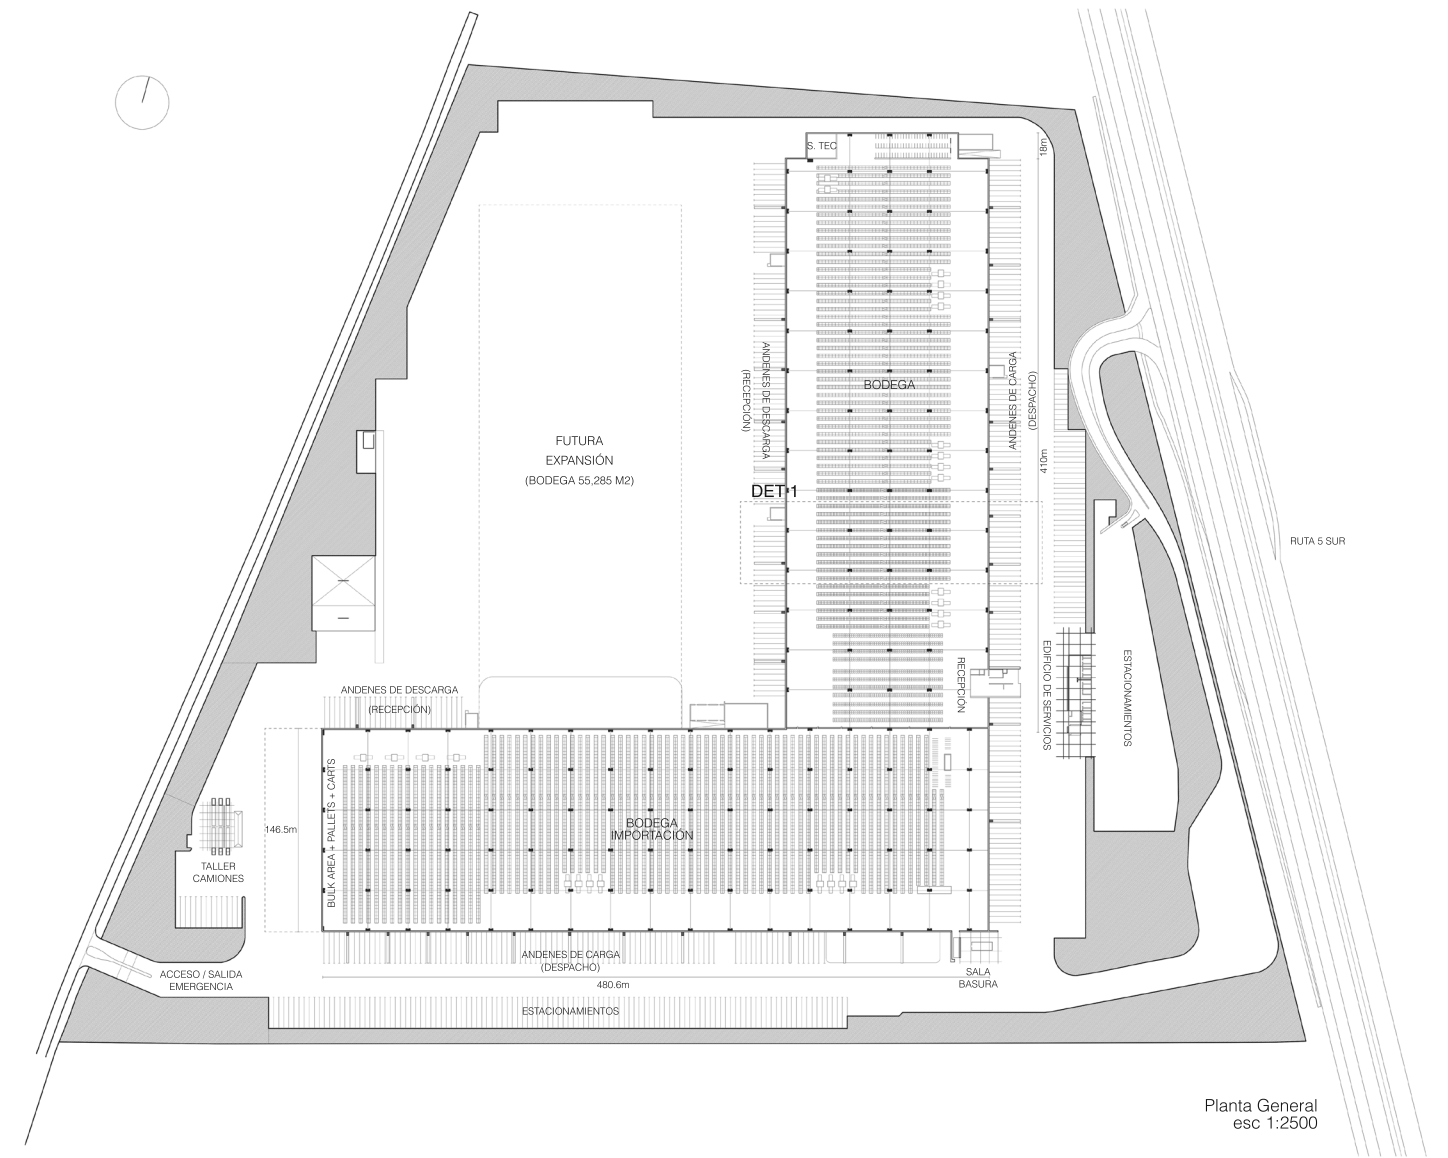 S. TEC
18m
BODEGA
ANDENES DE DESCARGA
(RECEPCIÓN)
ANDENES DE CARGA
(DESPACHO)
410m
FUTURA
EXPANSIÓN
(BODEGA 55,285 M2)
DET 1
RUTA 5 SUR
RECEPCIÓN
EDIFICIO DE SERVICIOS
ESTACIONAMIENTOS
ANDENES DE DESCARGA
(RECEPCIÓN)
BULK AREA + PALLETS + CARTS
146.5m
BODEGA
IMPORTACIÓN
TALLER
CAMIONES
ANDENES DE CARGA
(DESPACHO)
480.6m
SALA
BASURA
ACCESO / SALIDA
EMERGENCIA
ESTACIONAMIENTOS
Planta General
esc 1:2500